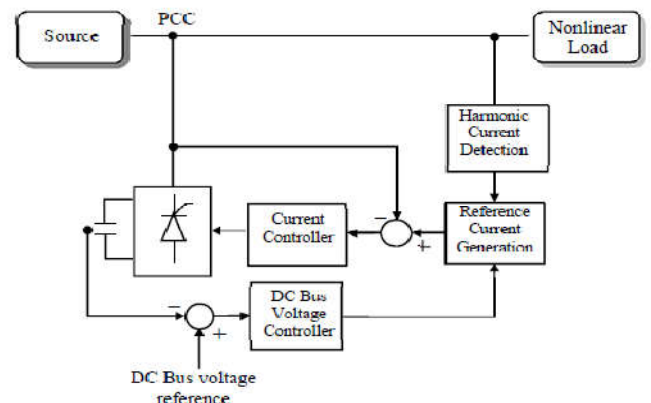 PCC
Source
Nonlinear
Load
Harmonic
Current
Detection
Current
Controller
−
+
Reference
Current
Generation
−
+
DC Bus
Voltage
Controller
DC Bus voltage
reference